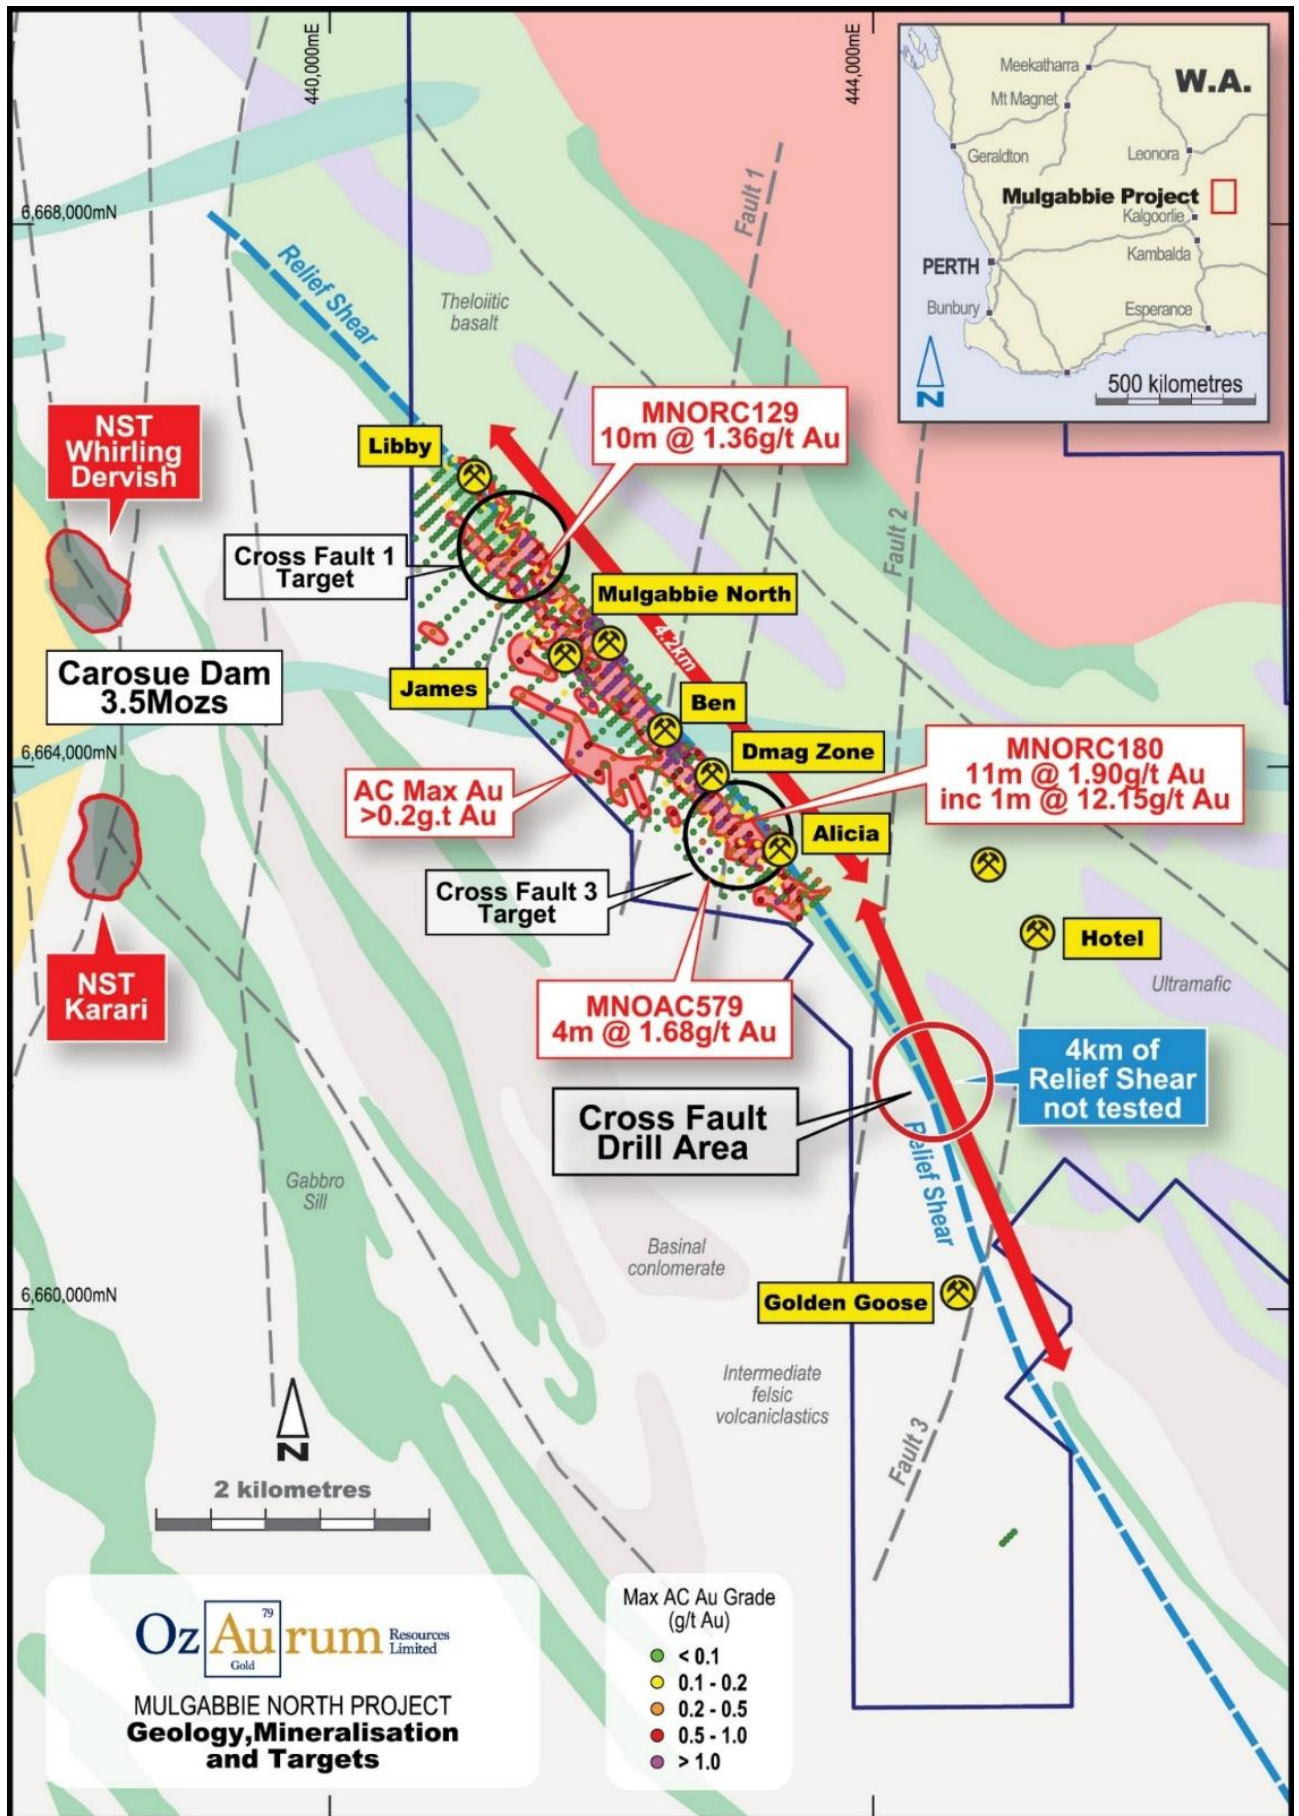 440,000mE
444,000mE
6,668,000mN
6,664,000mN
6,660,000mN
Meekatharra
W.A.
Mt Magnet
Geraldton
Leonora
Mulgabbie Project
Kalgoorlie
Kambalda
PERTH
Bunbury
Esperance
N
500 kilometres
Fault 1
Relief Shear
Theloiitic
basalt
NST
Whirling
Dervish
Libby
MNORC129
10m @ 1.36g/t Au
Fault 2
Cross Fault 1
Target
Mulgabbie North
4.2km
Carosue Dam
3.5Mozs
James
Ben
Dmag Zone
MNORC180
11m @ 1.90g/t Au
inc 1m @ 12.15g/t Au
AC Max Au
>0.2g.t Au
Alicia
Cross Fault 3
Target
Hotel
NST
Karari
MNOAC579
4m @ 1.68g/t Au
Ultramafic
4km of
Relief Shear
not tested
Cross Fault
Drill Area
Relief Shear
Gabbro
Sill
Basinal
conlomerate
Golden Goose
Intermediate
felsic
volcaniclastics
Fault 3
N
2 kilometres
OzAurum Resources
Limited
79
Gold
MULGABBIE NORTH PROJECT
Geology,Mineralisation
and Targets
Max AC Au Grade
(g/t Au)
< 0.1
0.1 - 0.2
0.2 - 0.5
0.5 - 1.0
> 1.0